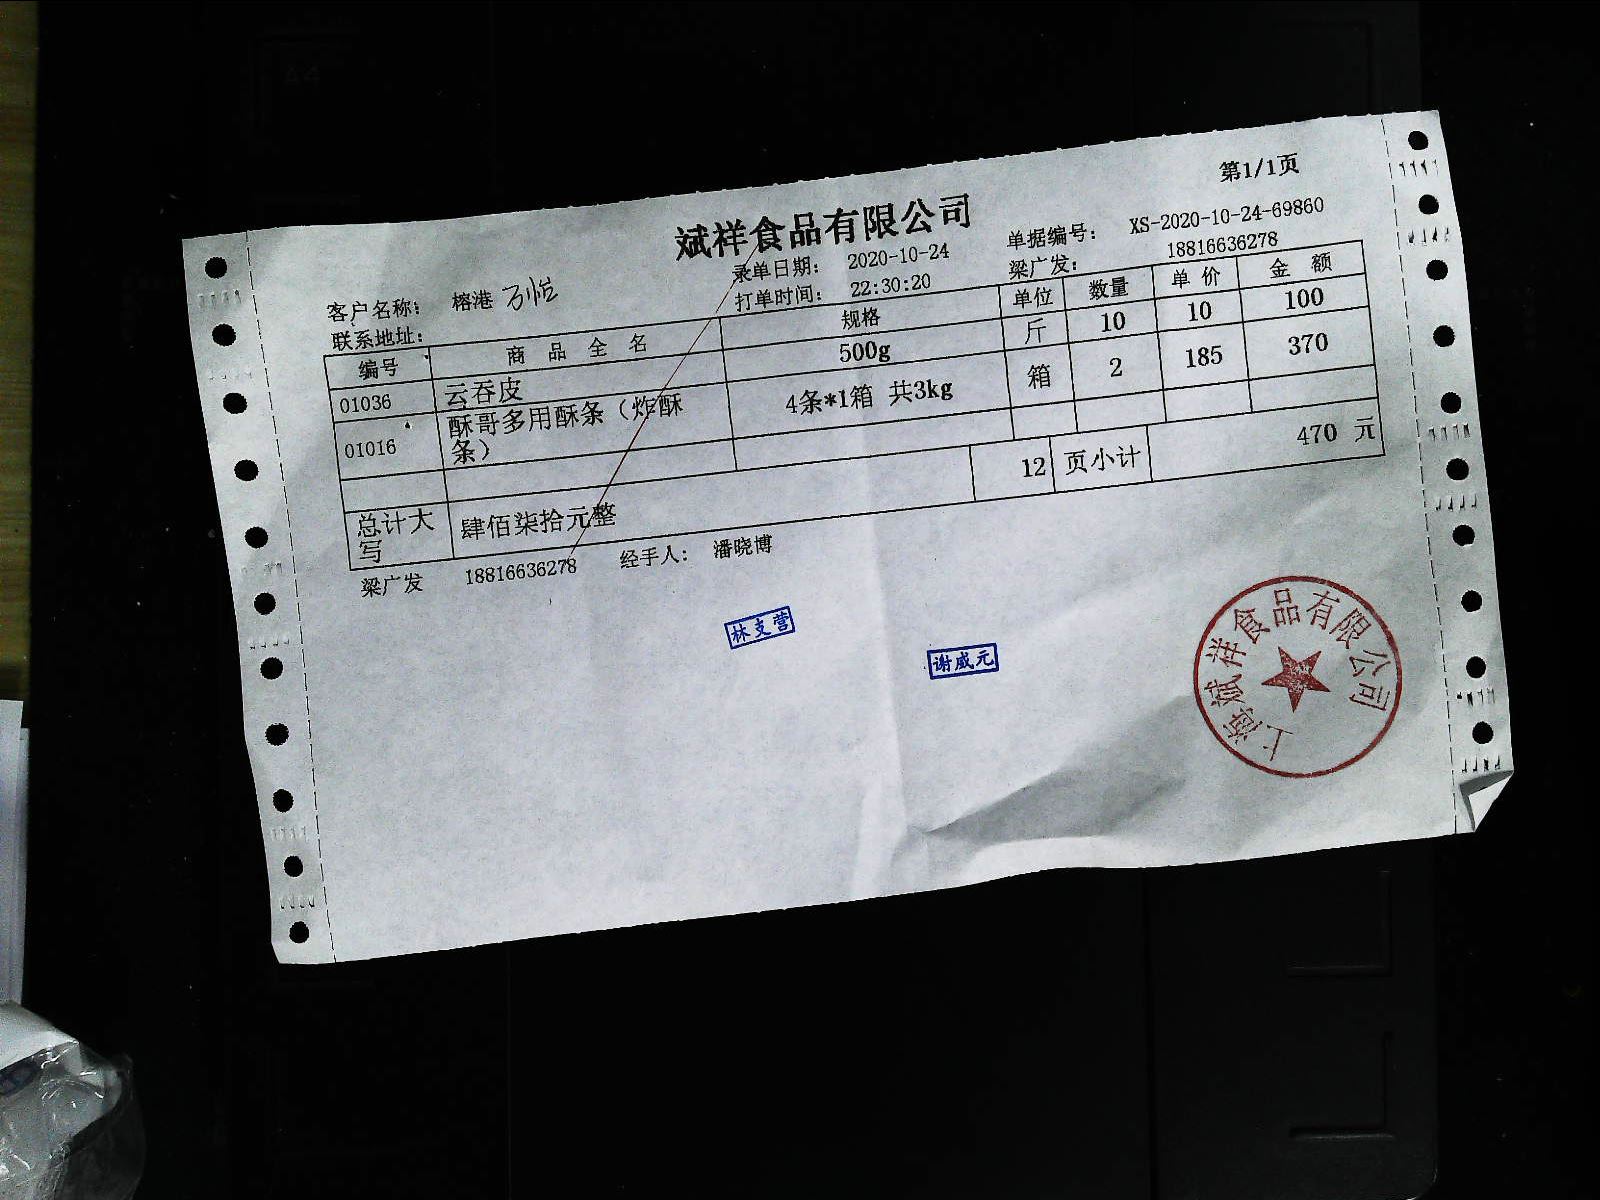 第1/1页
斌祥食品有限公司
录单日期: 2020-10-24 单据编号: XS-2020-10-24-69860
客户名称: 榕港 万怡 打单时间: 22:30:20 梁广发: 18816636278
联系地址:
编号 商品全名 规格 单位 数量 单价 金额
01036 云吞皮 500g 斤 10 10 100
01016 酥哥多用酥条（炸酥条） 4条*1箱 共3kg 箱 2 185 370
总计大写 肆佰柒拾元整 12 页小计 470 元
梁广发 18816636278 经手人: 潘晓博
林支营
谢威元
上海斌祥食品有限公司